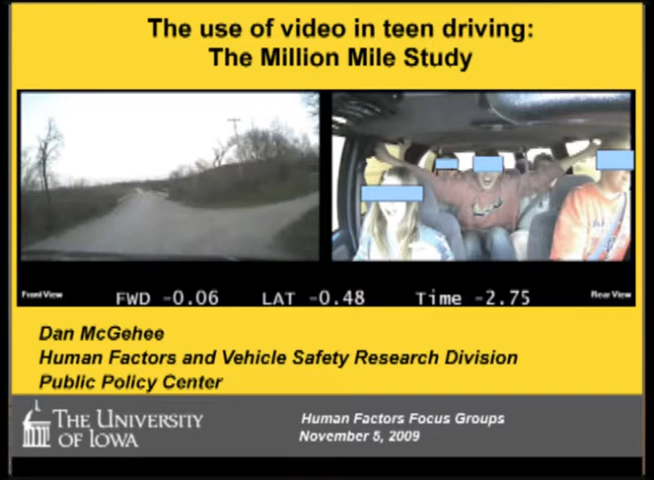 The use of video in teen driving:
The Million Mile Study
Front View
FWD -0.06 LAT -0.48 Time -2.75
Rear View
Dan McGehee
Human Factors and Vehicle Safety Research Division
Public Policy Center
THE UNIVERSITY
OF IOWA
Human Factors Focus Groups
November 5, 2009